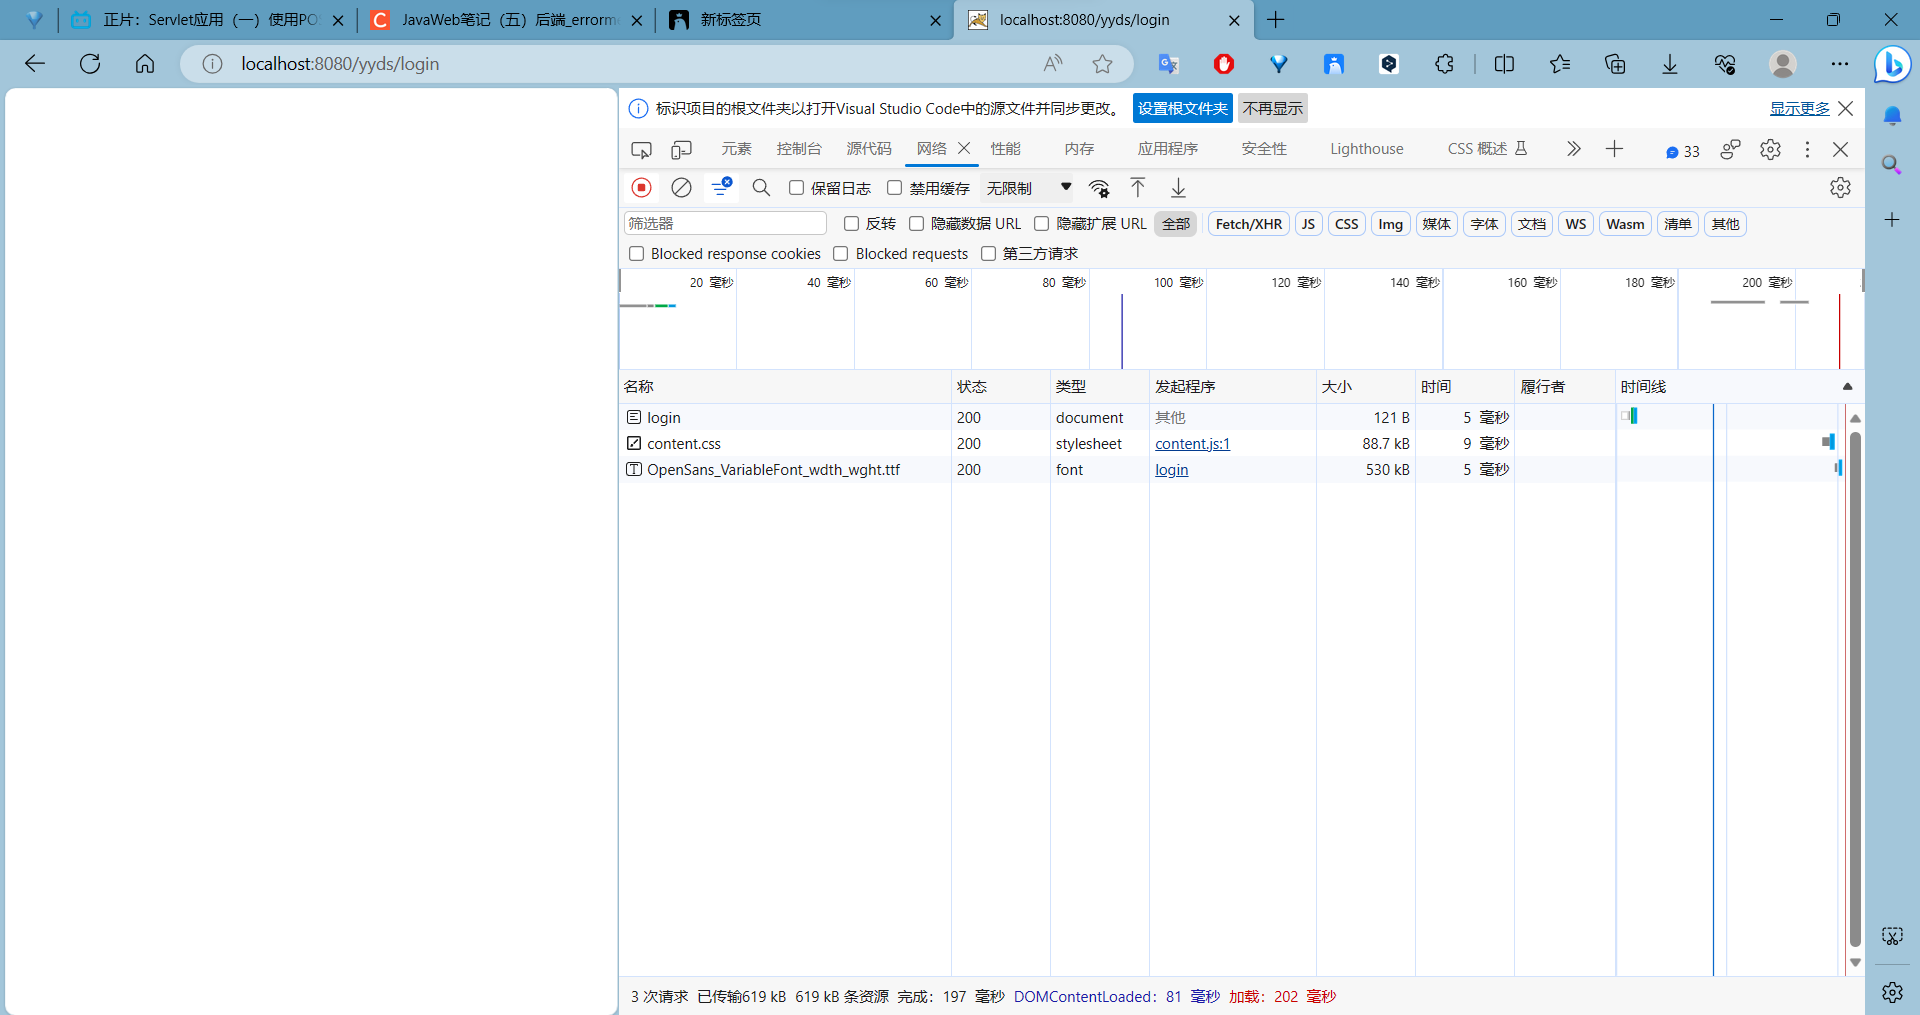 正片：Servlet应用（一）使用PO
JavaWeb笔记（五）后端_errorm
新标签页
localhost:8080/yyds/login
localhost:8080/yyds/login
标识项目的根文件夹以打开Visual Studio Code中的源文件并同步更改。 设置根文件夹 不再显示 显示更多
元素 控制台 源代码 网络 性能 内存 应用程序 安全性 Lighthouse CSS 概述 33
保留日志 禁用缓存 无限制
筛选器 反转 隐藏数据 URL 隐藏扩展 URL 全部 Fetch/XHR JS CSS Img 媒体 字体 文档 WS Wasm 清单 其他
Blocked response cookies Blocked requests 第三方请求
20 毫秒 40 毫秒 60 毫秒 80 毫秒 100 毫秒 120 毫秒 140 毫秒 160 毫秒 180 毫秒 200 毫秒
名称 状态 类型 发起程序 大小 时间 履行者 时间线
login 200 document 其他 121 B 5 毫秒
content.css 200 stylesheet content.js:1 88.7 kB 9 毫秒
OpenSans_VariableFont_wdth_wght.ttf 200 font login 530 kB 5 毫秒
3 次请求 已传输619 kB 619 kB 条资源 完成：197 毫秒 DOMContentLoaded：81 毫秒 加载：202 毫秒